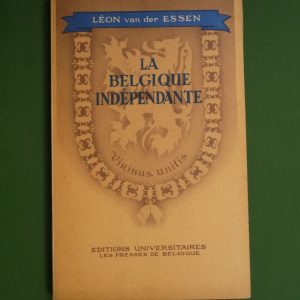 LÉON van der ESSEN
LA
BELGIQUE
INDÉPENDANTE
Viribus Unitis
EDITIONS UNIVERSITAIRES
LES PRESSES DE BELGIQUE